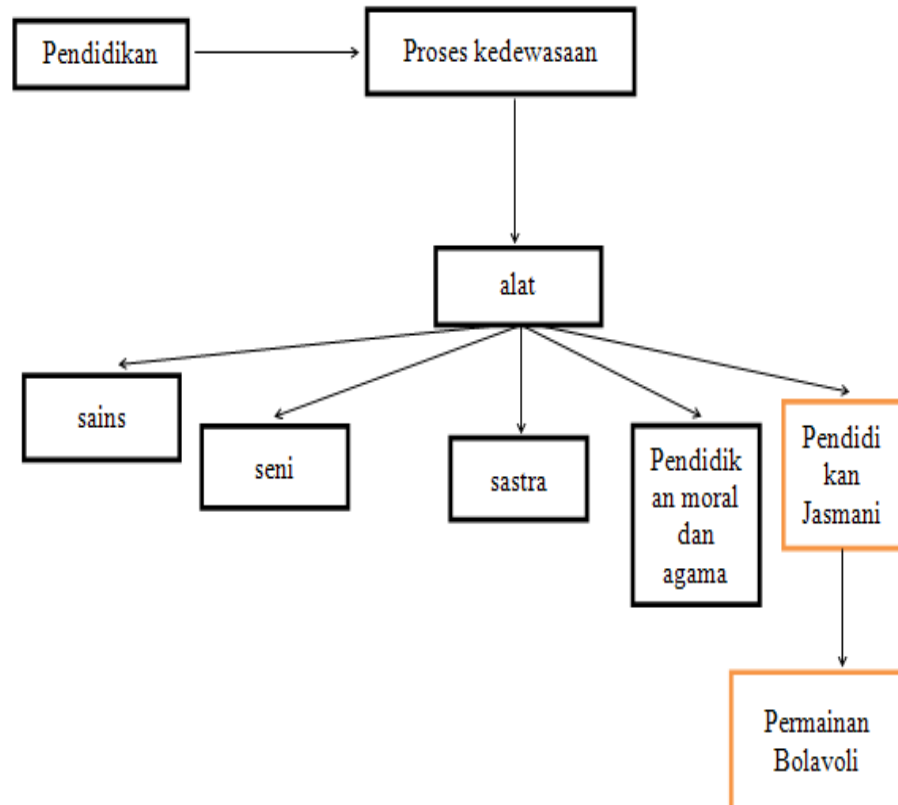 Pendidikan
Proses kedewasaan
alat
sains
seni
sastra
Pendidik
an moral
dan
agama
Pendidi
kan
Jasmani
Permainan
Bolavoli